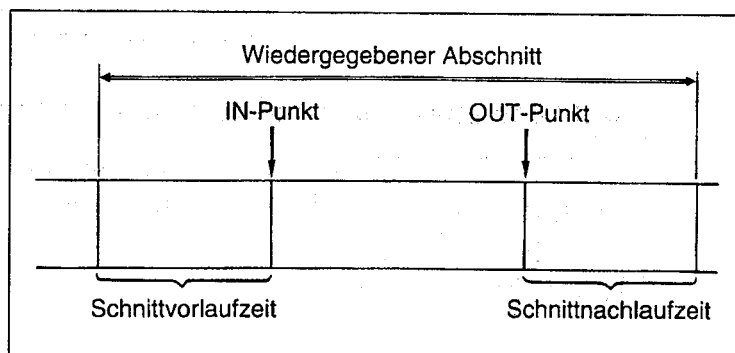 Wiedergegebener Abschnitt
IN-Punkt
OUT-Punkt
Schnittvorlaufzeit
Schnittnachlaufzeit